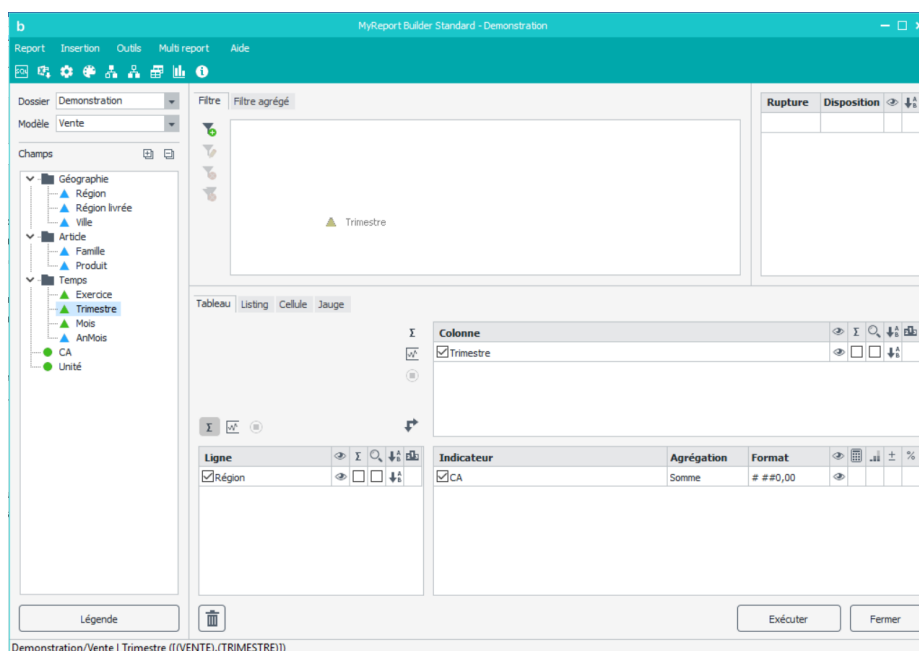 b
MyReport Builder Standard - Demonstration
Report Insertion Outils Multi report Aide
SQL
Dossier Demonstration
Modèle Vente
Champs
Géographie
Région
Région livrée
Ville
Article
Famille
Produit
Temps
Exercice
Trimestre
Mois
AnMois
CA
Unité
Légende
Filtre Filtre agrégé
Trimestre
Rupture Disposition
Tableau Listing Cellule Jauge
Σ
Colonne Σ
Trimestre
Σ
Ligne Σ
Région
Indicateur Agrégation Format ± %
CA Somme # ##0,00
Exécuter Fermer
Demonstration/Vente | Trimestre ([(VENTE).(TRIMESTRE)])